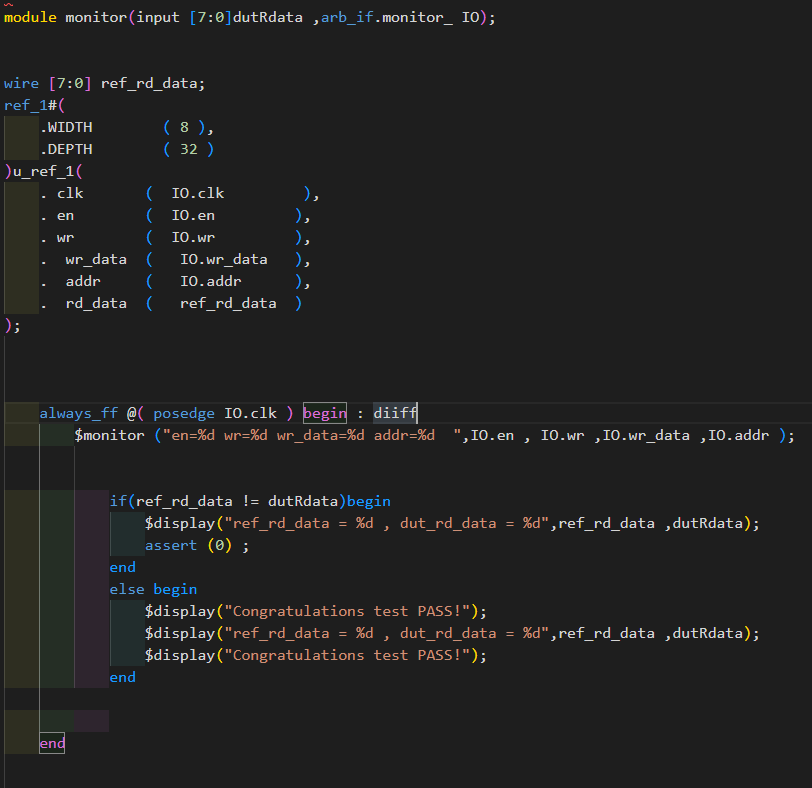 module monitor(input [7:0]dutRdata ,arb_if.monitor_ IO);
wire [7:0] ref_rd_data;
ref_1#(
.WIDTH ( 8 ),
.DEPTH ( 32 )
)u_ref_1(
. clk ( IO.clk ),
. en ( IO.en ),
. wr ( IO.wr ),
. wr_data ( IO.wr_data ),
. addr ( IO.addr ),
. rd_data ( ref_rd_data )
);
always_ff @( posedge IO.clk ) begin : diiff
$monitor ("en=%d wr=%d wr_data=%d addr=%d ",IO.en , IO.wr ,IO.wr_data ,IO.addr );
if(ref_rd_data != dutRdata)begin
$display("ref_rd_data = %d , dut_rd_data = %d",ref_rd_data ,dutRdata);
assert (0) ;
end
else begin
$display("Congratulations test PASS!");
$display("ref_rd_data = %d , dut_rd_data = %d",ref_rd_data ,dutRdata);
$display("Congratulations test PASS!");
end
end